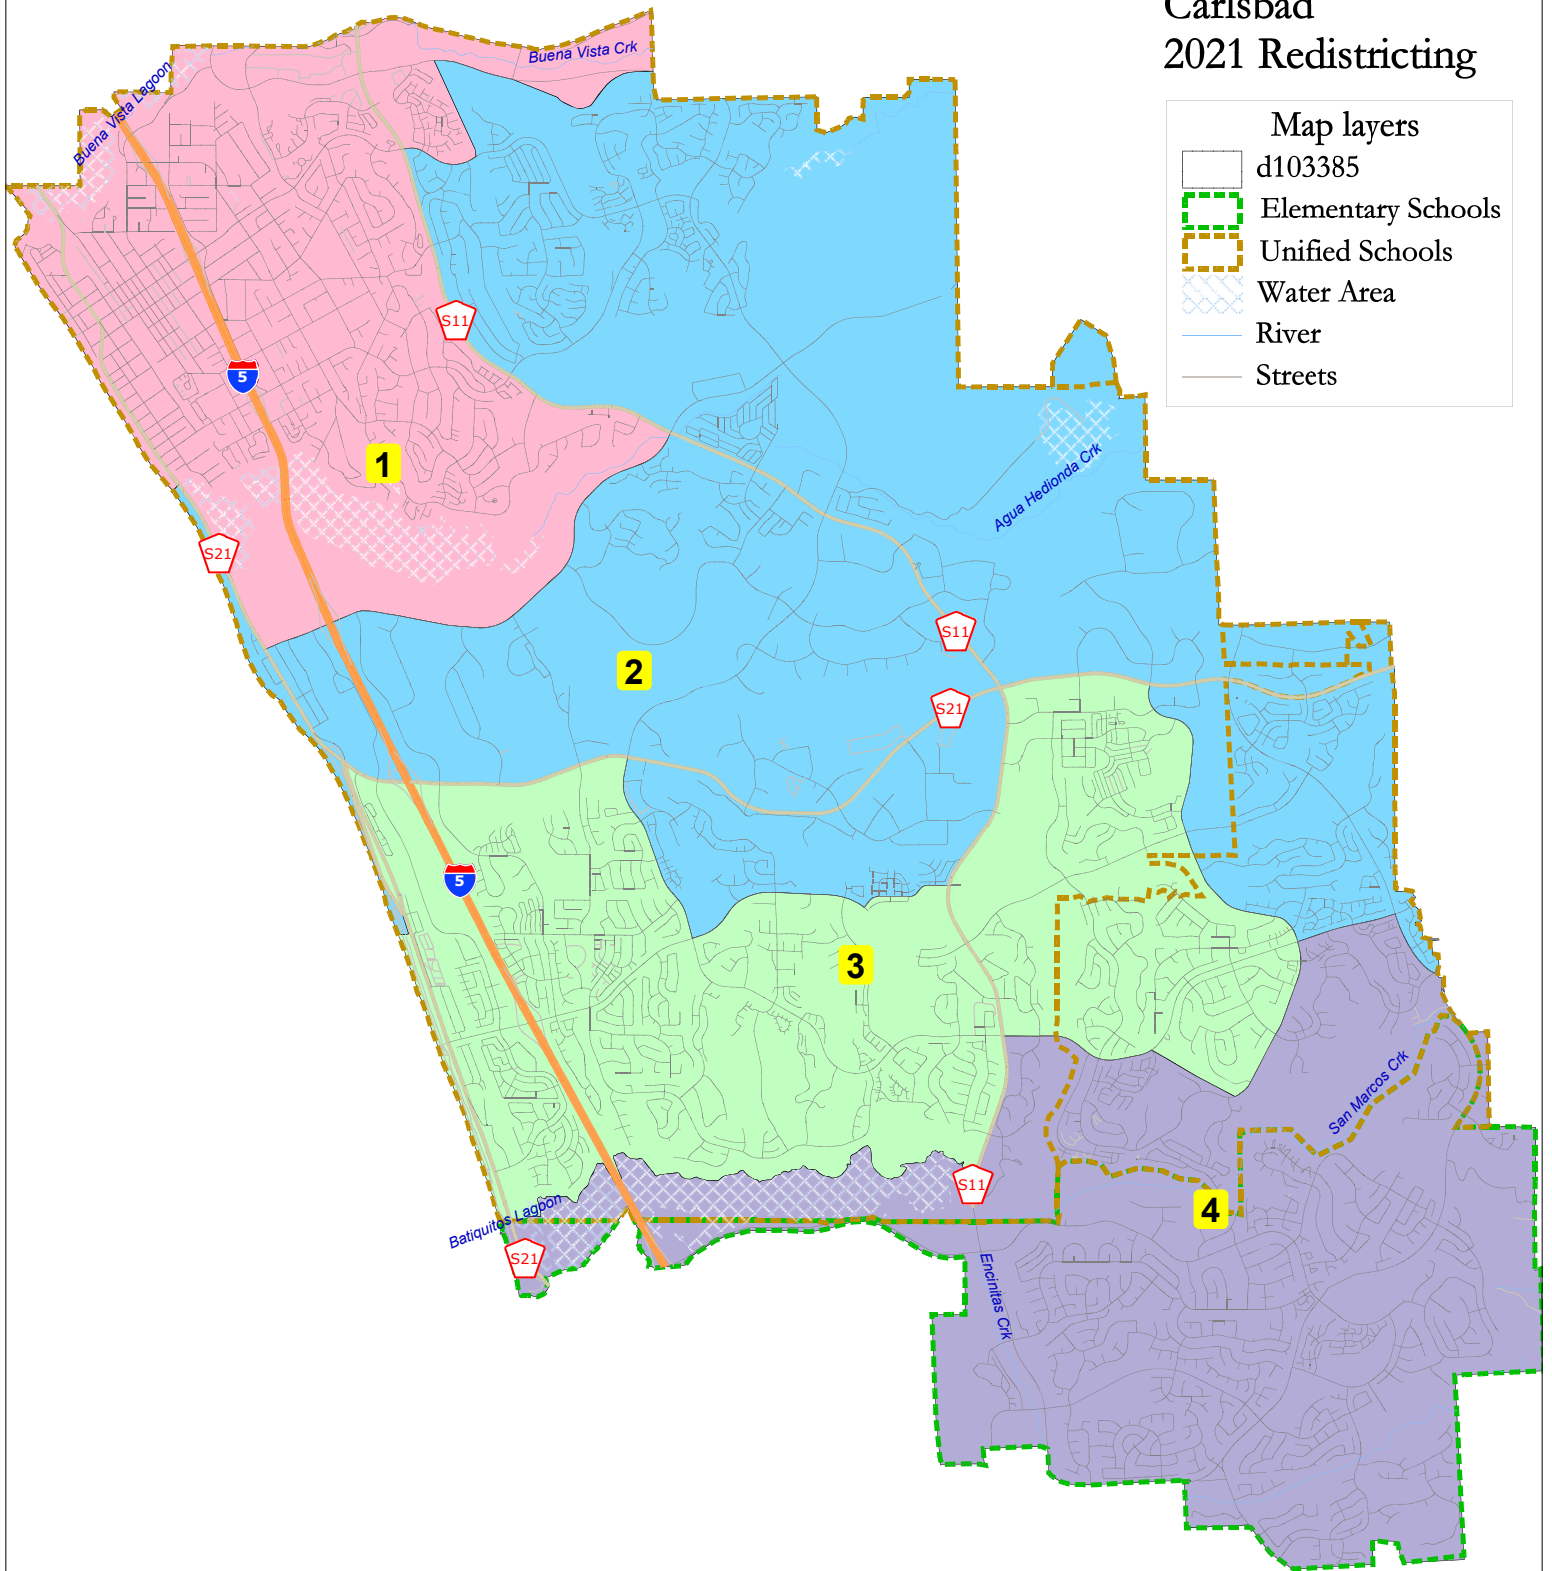 Carlsbad
2021 Redistricting
Map layers
d103385
Elementary Schools
Unified Schools
Water Area
River
Streets
Buena Vista Crk
Buena Vista Lagoon
S11
5
1
Agua Hedionda Crk
S21
S11
2
S21
5
3
San Marcos Crk
S11
4
Batiquitos Lagoon
S21
Encinitas Crk